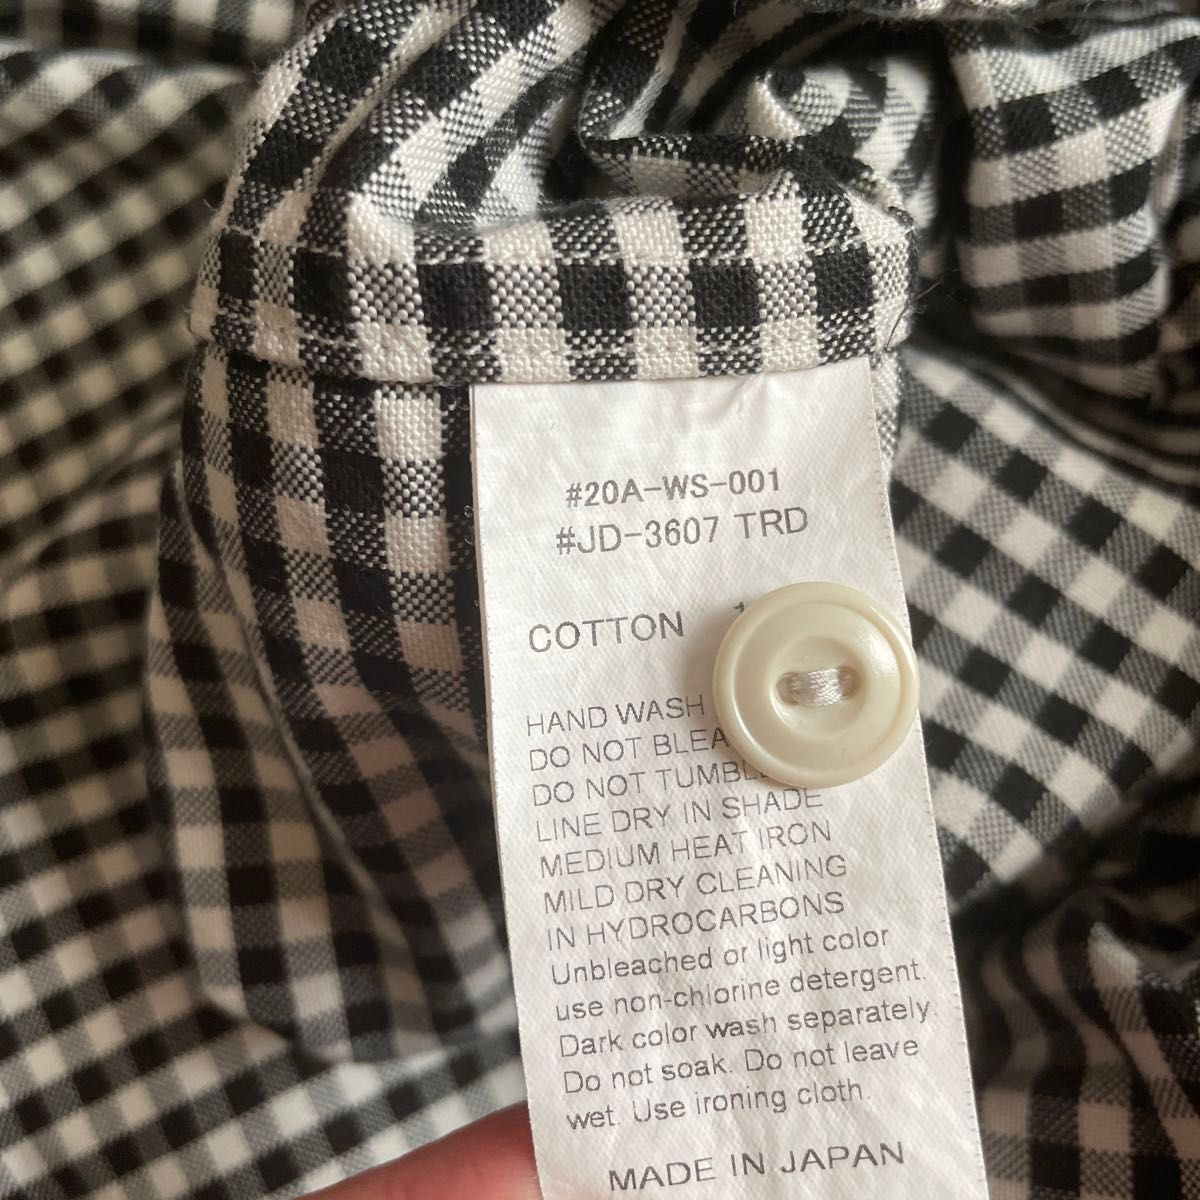 #20A-WS-001
#JD-3607 TRD
COTTON
HAND WASH
DO NOT
DO NOT
LINE DRY IN SHADE
MEDIUM HEAT IRON
MILD DRY CLEANING
IN HYDROCARBONS
Unbleached or light color
use non-chlorine detergent.
Dark color wash separately.
Do not soak. Do not leave
wet. Use ironing cloth.
MADE IN JAPAN